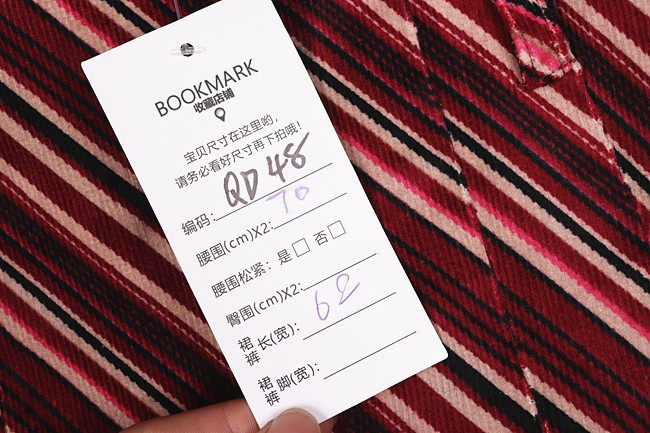 BOOKMARK
收藏店铺
宝贝尺寸在这里哟，
请务必看好尺寸再下拍哦！
编码： QD 48
腰围(cm)X2: 70
腰围松紧：是□ 否□
臀围(cm)X2:
裙裤长(宽)： 62
裙裤脚(宽)：